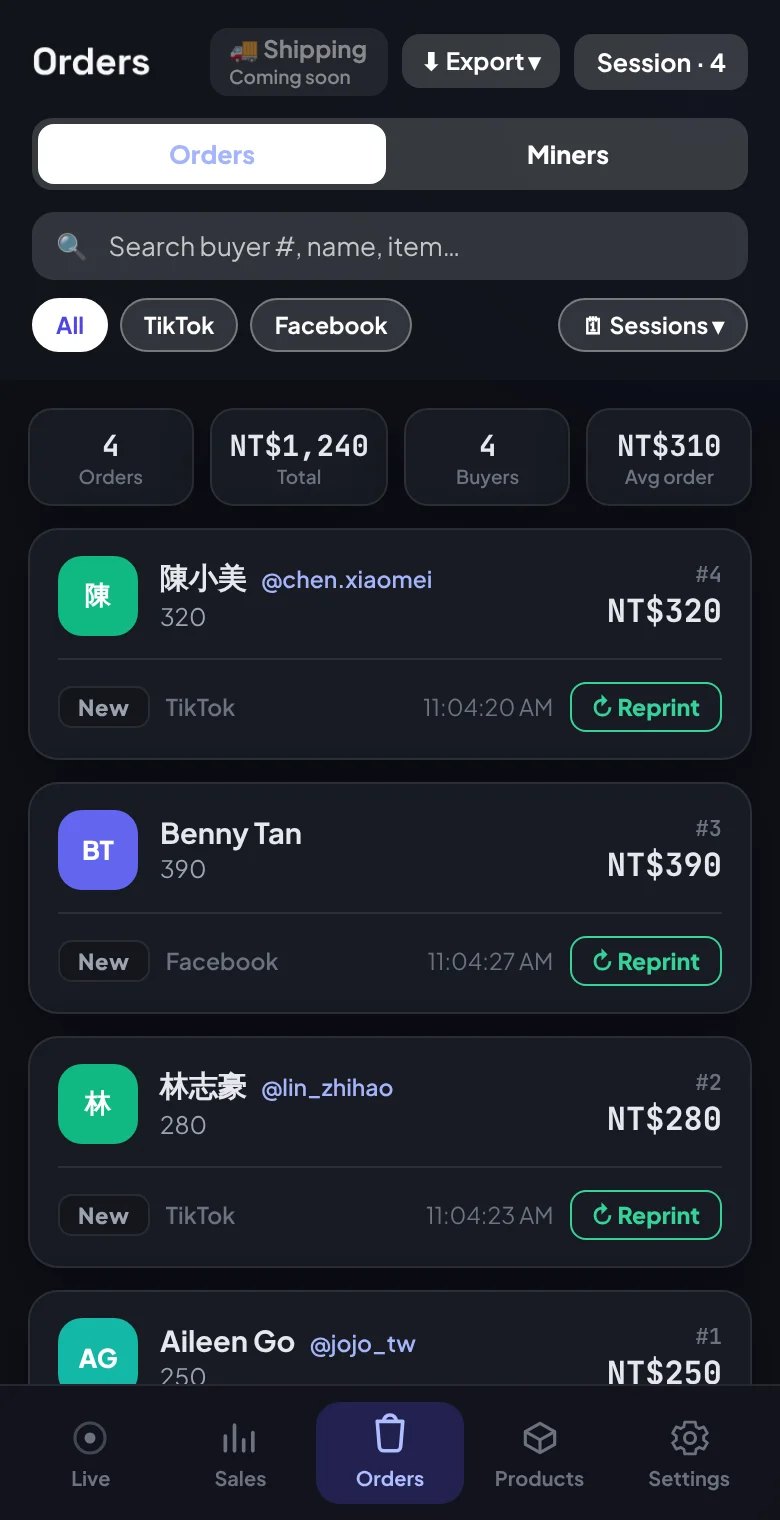 Orders
🚚 Shipping
Coming soon
⬇ Export ▾
Session · 4
Orders
Miners
🔍 Search buyer #, name, item…
All
TikTok
Facebook
🗓 Sessions ▾
4
Orders
NT$1,240
Total
4
Buyers
NT$310
Avg order
陳
陳小美 @chen.xiaomei
320
#4
NT$320
New
TikTok
11:04:20 AM
↻ Reprint
BT
Benny Tan
390
#3
NT$390
New
Facebook
11:04:27 AM
↻ Reprint
林
林志豪 @lin_zhihao
280
#2
NT$280
New
TikTok
11:04:23 AM
↻ Reprint
AG
Aileen Go @jojo_tw
250
#1
NT$250
Live
Sales
Orders
Products
Settings